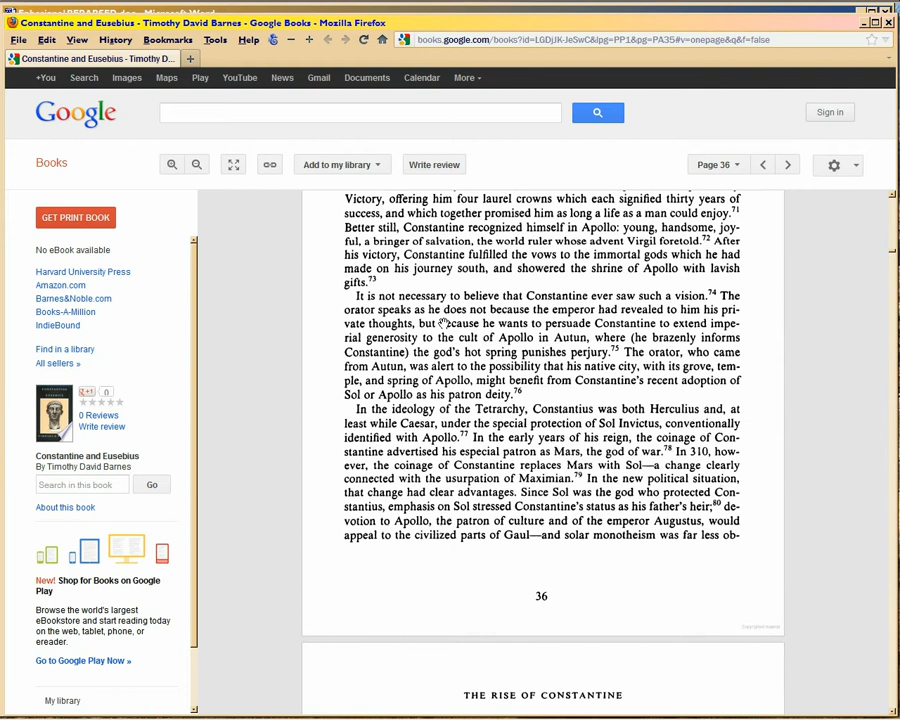 Constantine and Eusebius - Timothy David Barnes - Google Books - Mozilla Firefox
File Edit View History Bookmarks Tools Help
books.google.com/books?id=LGDjJK-JeSwC&lpg=PP1&pg=PA35#v=onepage&q&f=false
Constantine and Eusebius - Timothy D...
+You Search Images Maps Play YouTube News Gmail Documents Calendar More
Google
Sign in
Books
Add to my library
Write review
Page 36
GET PRINT BOOK
No eBook available
Harvard University Press
Amazon.com
Barnes&Noble.com
Books-A-Million
IndieBound
Find in a library
All sellers »
+1 0
0 Reviews
Write review
Constantine and Eusebius
By Timothy David Barnes
Search in this book Go
About this book
New! Shop for Books on Google
Play
Browse the world's largest
eBookstore and start reading today
on the web, tablet, phone, or
ereader.
Go to Google Play Now »
My library
Victory, offering him four laurel crowns which each signified thirty years of
success, and which together promised him as long a life as a man could enjoy.71
Better still, Constantine recognized himself in Apollo: young, handsome, joy-
ful, a bringer of salvation, the world ruler whose advent Virgil foretold.72 After
his victory, Constantine fulfilled the vows to the immortal gods which he had
made on his journey south, and showered the shrine of Apollo with lavish
gifts.73
It is not necessary to believe that Constantine ever saw such a vision.74 The
orator speaks as he does not because the emperor had revealed to him his pri-
vate thoughts, but because he wants to persuade Constantine to extend impe-
rial generosity to the cult of Apollo in Autun, where (he brazenly informs
Constantine) the god's hot spring punishes perjury.75 The orator, who came
from Autun, was alert to the possibility that his native city, with its grove, tem-
ple, and spring of Apollo, might benefit from Constantine's recent adoption of
Sol or Apollo as his patron deity.76
In the ideology of the Tetrarchy, Constantius was both Herculius and, at
least while Caesar, under the special protection of Sol Invictus, conventionally
identified with Apollo.77 In the early years of his reign, the coinage of Con-
stantine advertised his especial patron as Mars, the god of war.78 In 310, how-
ever, the coinage of Constantine replaces Mars with Sol—a change clearly
connected with the usurpation of Maximian.79 In the new political situation,
that change had clear advantages. Since Sol was the god who protected Con-
stantius, emphasis on Sol stressed Constantine's status as his father's heir;80 de-
votion to Apollo, the patron of culture and of the emperor Augustus, would
appeal to the civilized parts of Gaul—and solar monotheism was far less ob-
36
Copyrighted material
THE RISE OF CONSTANTINE